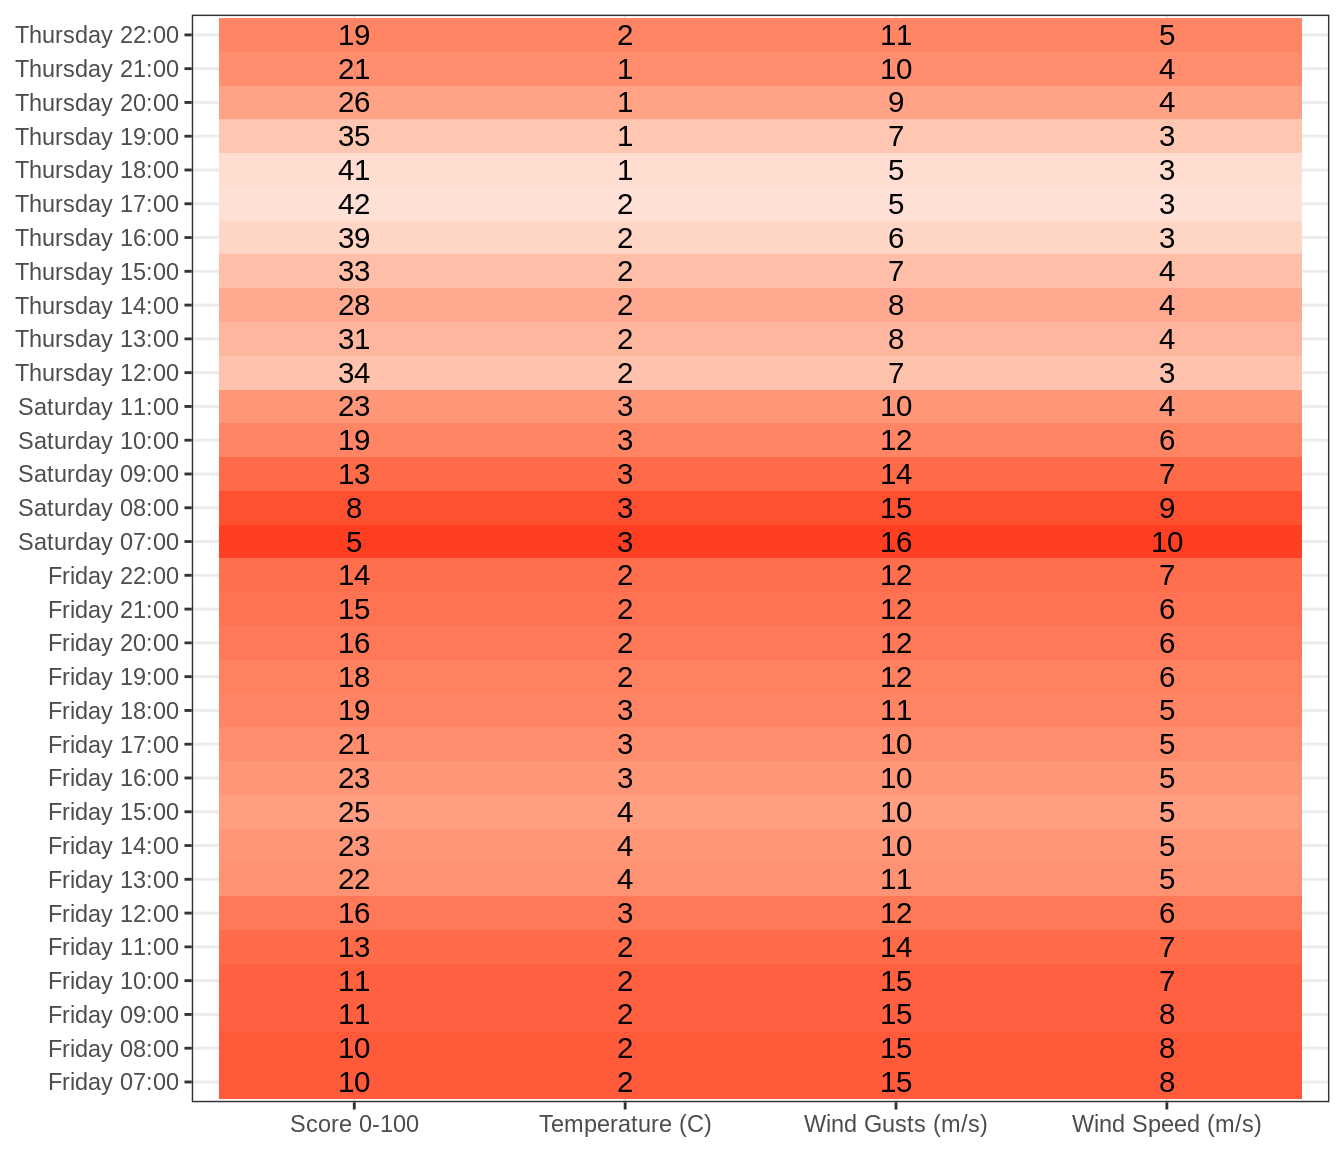 Thursday 22:00 19 2 11 5
Thursday 21:00 21 1 10 4
Thursday 20:00 26 1 9 4
Thursday 19:00 35 1 7 3
Thursday 18:00 41 1 5 3
Thursday 17:00 42 2 5 3
Thursday 16:00 39 2 6 3
Thursday 15:00 33 2 7 4
Thursday 14:00 28 2 8 4
Thursday 13:00 31 2 8 4
Thursday 12:00 34 2 7 3
Saturday 11:00 23 3 10 4
Saturday 10:00 19 3 12 6
Saturday 09:00 13 3 14 7
Saturday 08:00 8 3 15 9
Saturday 07:00 5 3 16 10
Friday 22:00 14 2 12 7
Friday 21:00 15 2 12 6
Friday 20:00 16 2 12 6
Friday 19:00 18 2 12 6
Friday 18:00 19 3 11 5
Friday 17:00 21 3 10 5
Friday 16:00 23 3 10 5
Friday 15:00 25 4 10 5
Friday 14:00 23 4 10 5
Friday 13:00 22 4 11 5
Friday 12:00 16 3 12 6
Friday 11:00 13 2 14 7
Friday 10:00 11 2 15 7
Friday 09:00 11 2 15 8
Friday 08:00 10 2 15 8
Friday 07:00 10 2 15 8
Score 0-100 Temperature (C) Wind Gusts (m/s) Wind Speed (m/s)